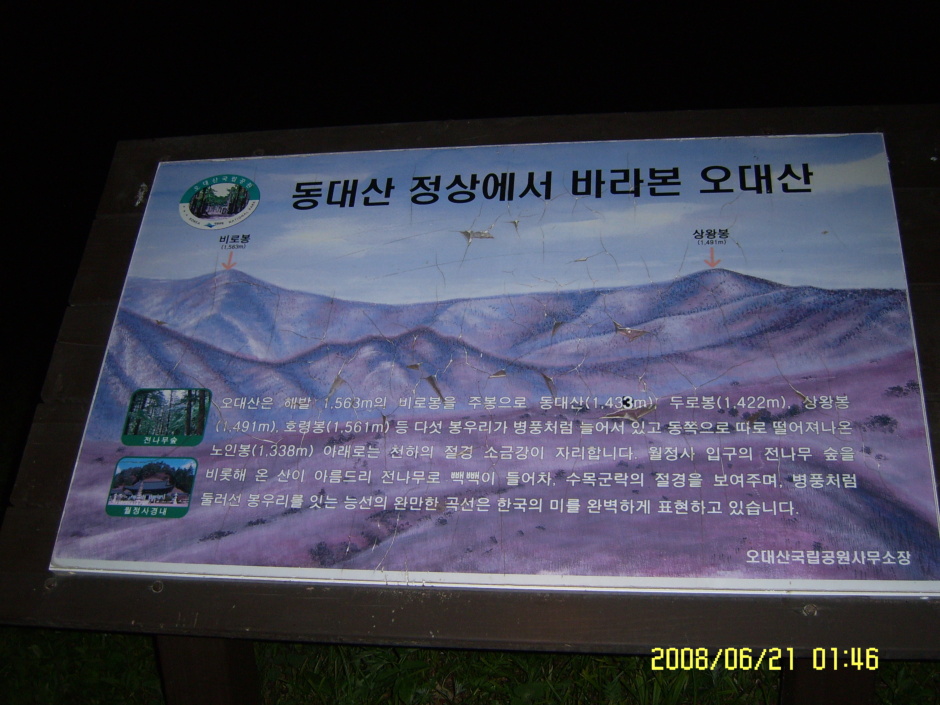 오대산국립공원
동대산 정상에서 바라본 오대산
비로봉
(1,563m)
상왕봉
(1,491m)
오대산은 해발 1,563m의 비로봉을 주봉으로 동대산(1,433m), 두로봉(1,422m), 상왕봉
(1,491m), 호령봉(1,561m) 등 다섯 봉우리가 병풍처럼 늘어서 있고 동쪽으로 따로 떨어져나온
노인봉(1,338m) 아래로는 천하의 절경 소금강이 자리합니다. 월정사 입구의 전나무 숲을
비롯해 온 산이 아름드리 전나무로 빽빽이 들어차, 수목군락의 절경을 보여주며, 병풍처럼
둘러선 봉우리를 잇는 능선의 완만한 곡선은 한국의 미를 완벽하게 표현하고 있습니다.
전나무숲
월정사경내
오대산국립공원사무소장
2008/06/21 01:46